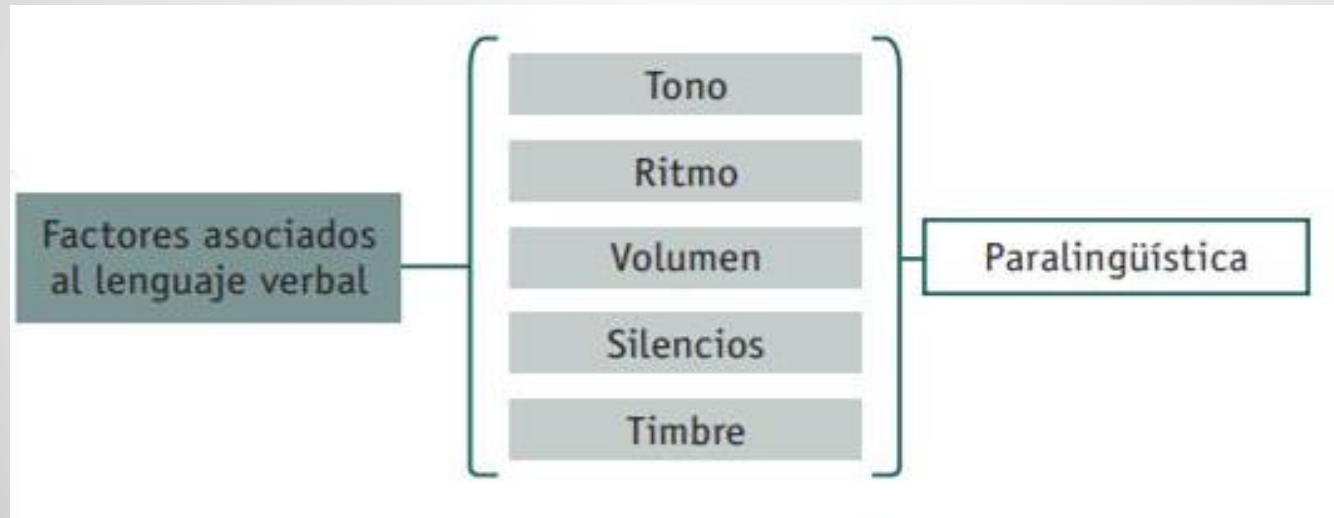 Factores asociados
al lenguaje verbal
Tono
Ritmo
Volumen
Silencios
Timbre
Paralingüística